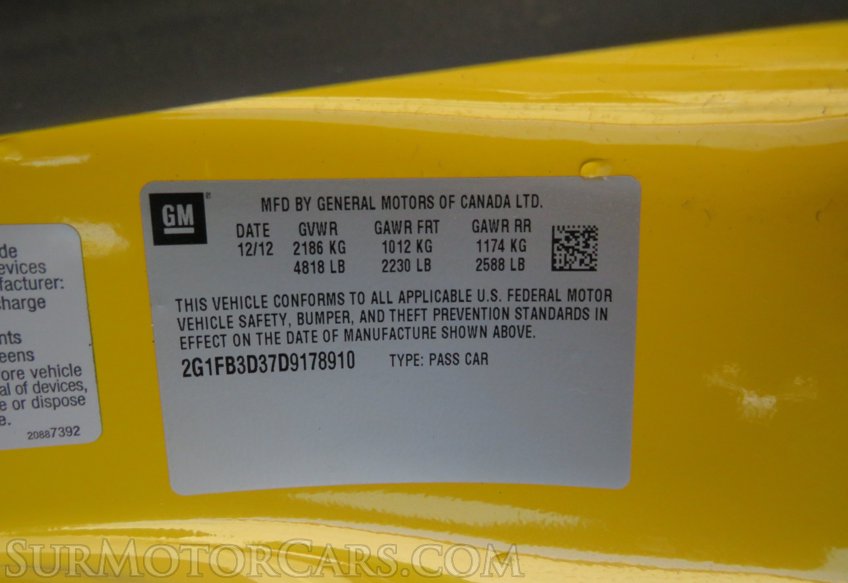 GM
MFD BY GENERAL MOTORS OF CANADA LTD.
DATE GVWR GAWR FRT GAWR RR
12/12 2186 KG 1012 KG 1174 KG
4818 LB 2230 LB 2588 LB
THIS VEHICLE CONFORMS TO ALL APPLICABLE U.S. FEDERAL MOTOR
VEHICLE SAFETY, BUMPER, AND THEFT PREVENTION STANDARDS IN
EFFECT ON THE DATE OF MANUFACTURE SHOWN ABOVE.
2G1FB3D37D9178910 TYPE: PASS CAR
de
evices
facturer:
charge
nts
eens
ore vehicle
al of devices,
e or dispose
e.
20887392
SurMotorCars.com